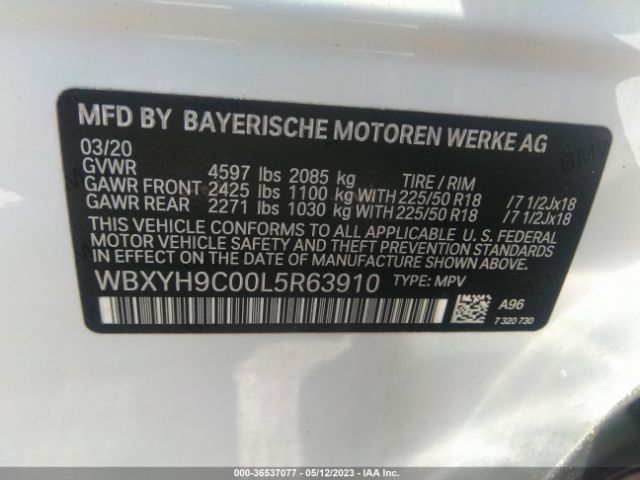 MFD BY BAYERISCHE MOTOREN WERKE AG
03/20
GVWR 4597 lbs 2085 kg TIRE / RIM
GAWR FRONT 2425 lbs 1100 kg WITH 225/50 R18 /7 1/2Jx18
GAWR REAR 2271 lbs 1030 kg WITH 225/50 R18 /7 1/2Jx18
THIS VEHICLE CONFORMS TO ALL APPLICABLE U.S. FEDERAL
MOTOR VEHICLE SAFETY AND THEFT PREVENTION STANDARDS
IN EFFECT ON THE DATE OF MANUFACTURE SHOWN ABOVE.
WBXYH9C00L5R63910 TYPE: MPV
A96
7 320 730
BMW
000-36537077 - 05/12/2023 - IAA Inc.